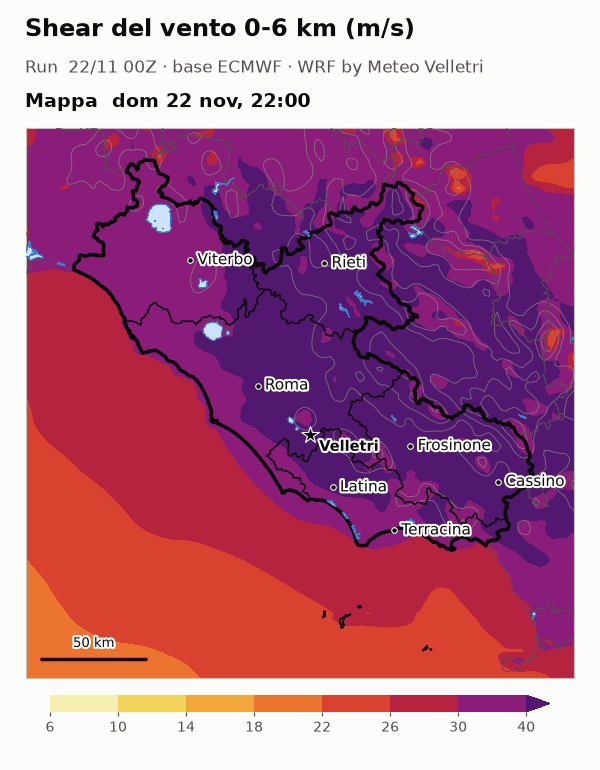 Shear del vento 0-6 km (m/s)
Run  22/11 00Z · base ECMWF · WRF by Meteo Velletri
Mappa  dom 22 nov, 22:00
Viterbo
Rieti
Roma
Velletri
Frosinone
Cassino
Latina
Terracina
50 km
6 10 14 18 22 26 30 40